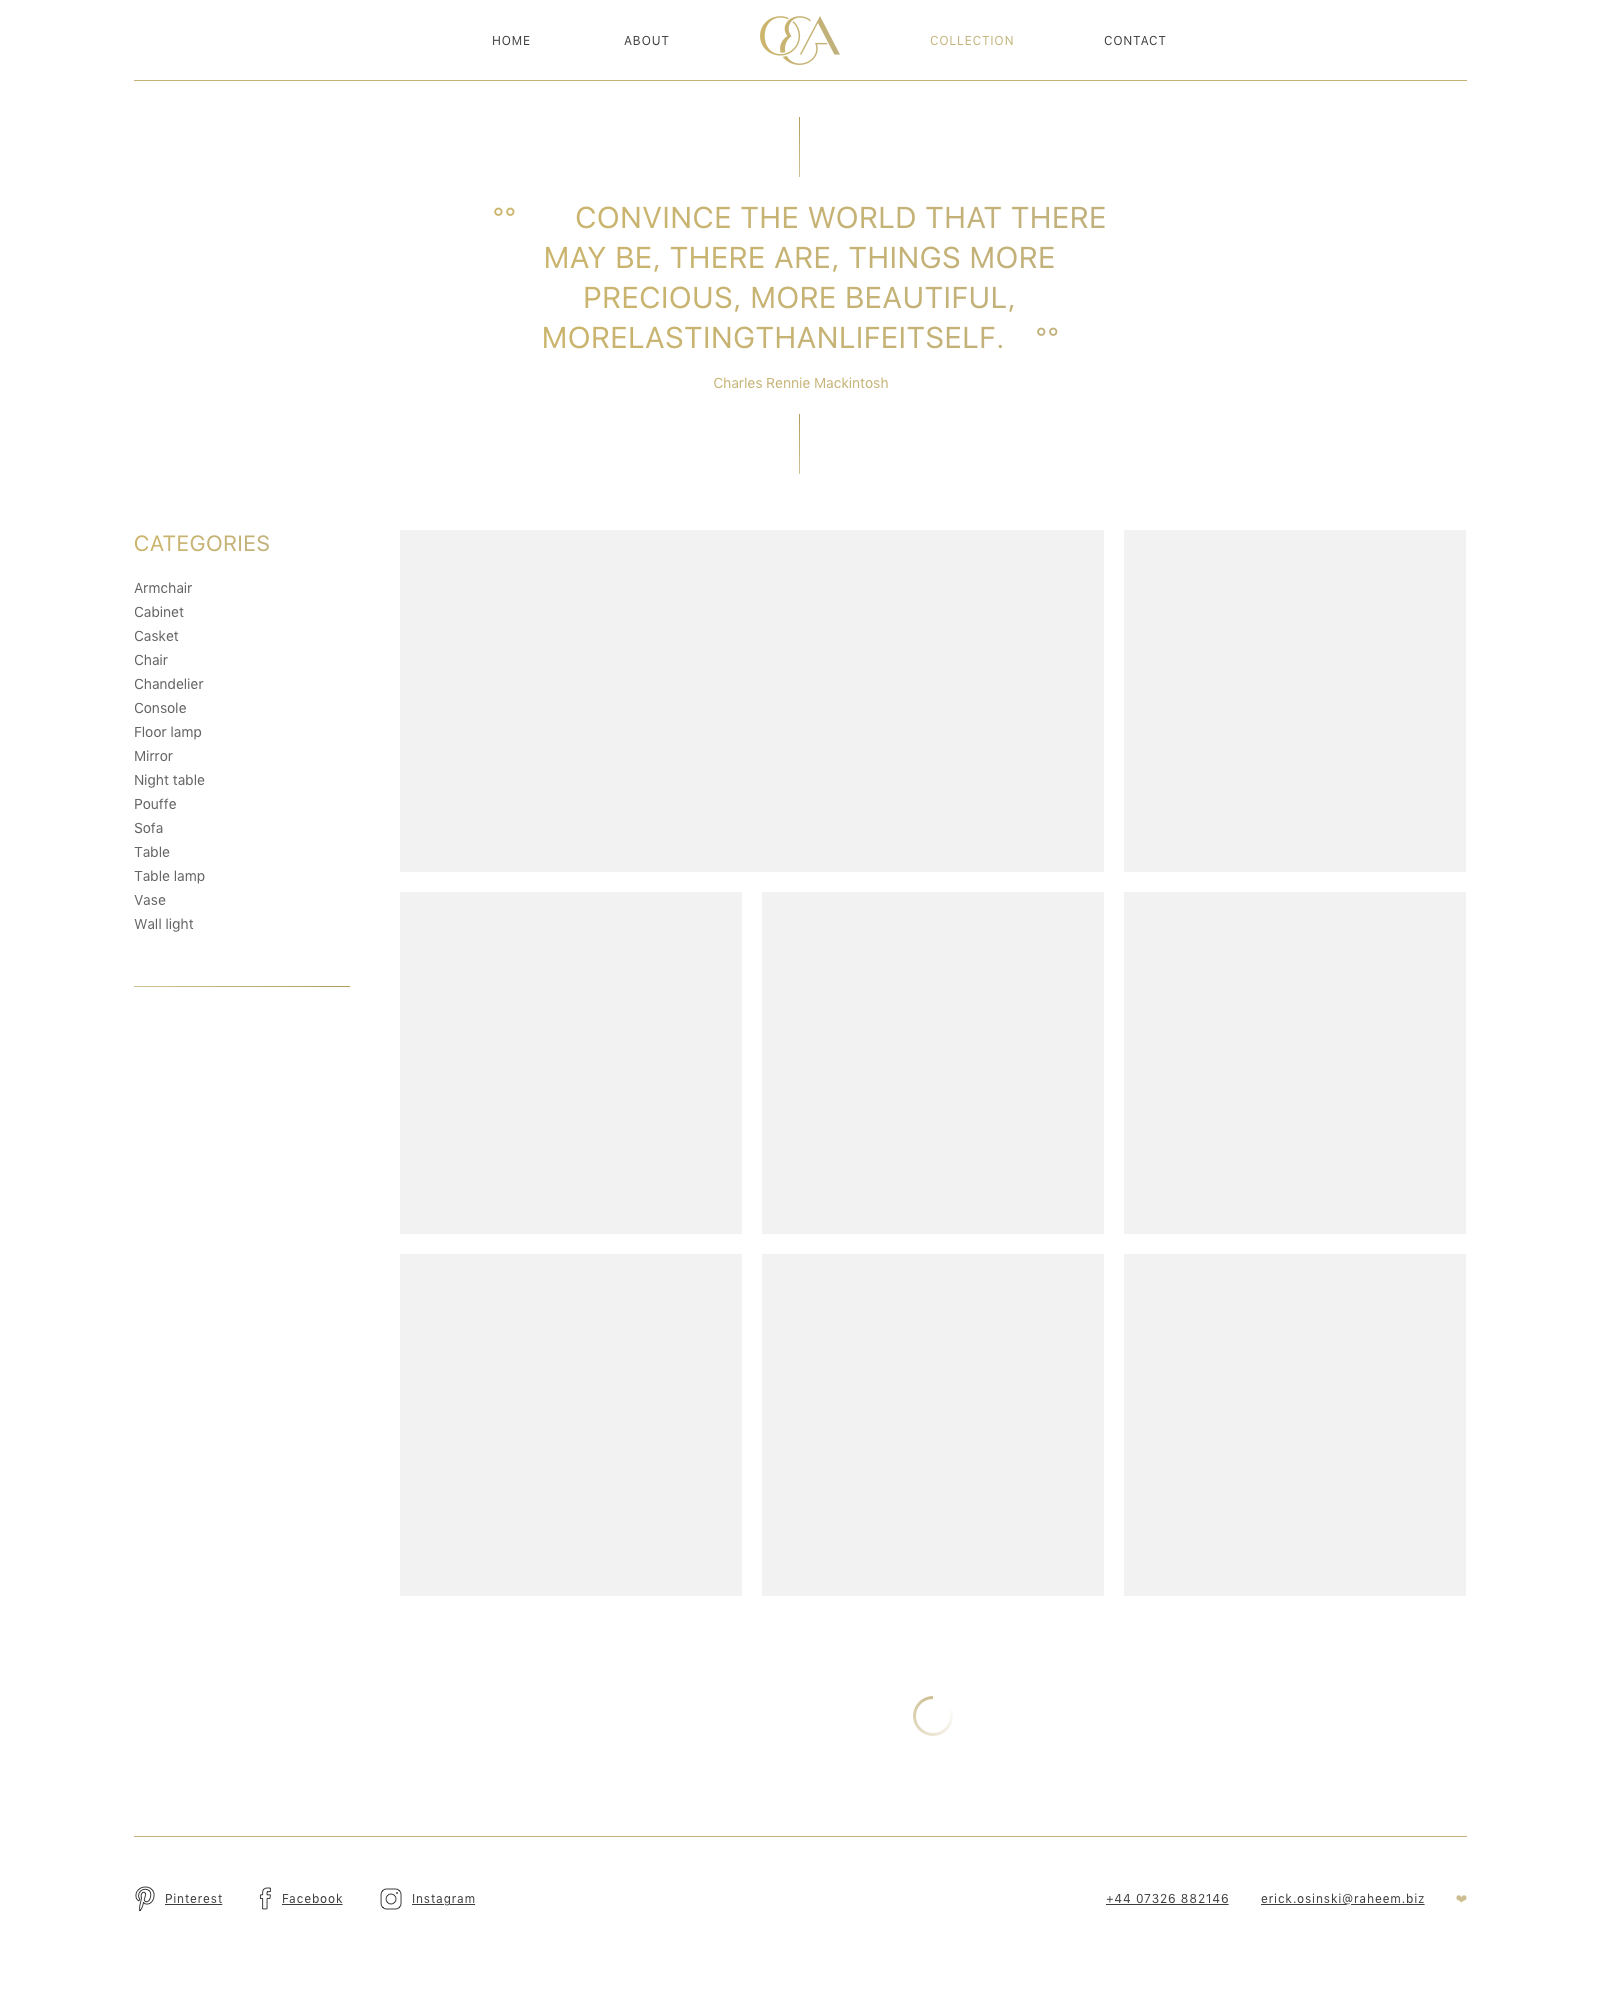 HOME ABOUT O&A COLLECTION CONTACT
°° CONVINCE THE WORLD THAT THERE
MAY BE, THERE ARE, THINGS MORE
PRECIOUS, MORE BEAUTIFUL,
MORELASTINGTHANLIFEITSELF. °°
Charles Rennie Mackintosh
CATEGORIES
Armchair
Cabinet
Casket
Chair
Chandelier
Console
Floor lamp
Mirror
Night table
Pouffe
Sofa
Table
Table lamp
Vase
Wall light
Pinterest Facebook Instagram +44 07326 882146 erick.osinski@raheem.biz ❤